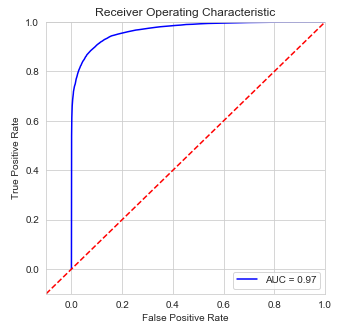 Receiver Operating Characteristic
1.0
0.8
0.6
0.4
0.2
0.0
True Positive Rate
AUC = 0.97
0.0 0.2 0.4 0.6 0.8 1.0
False Positive Rate